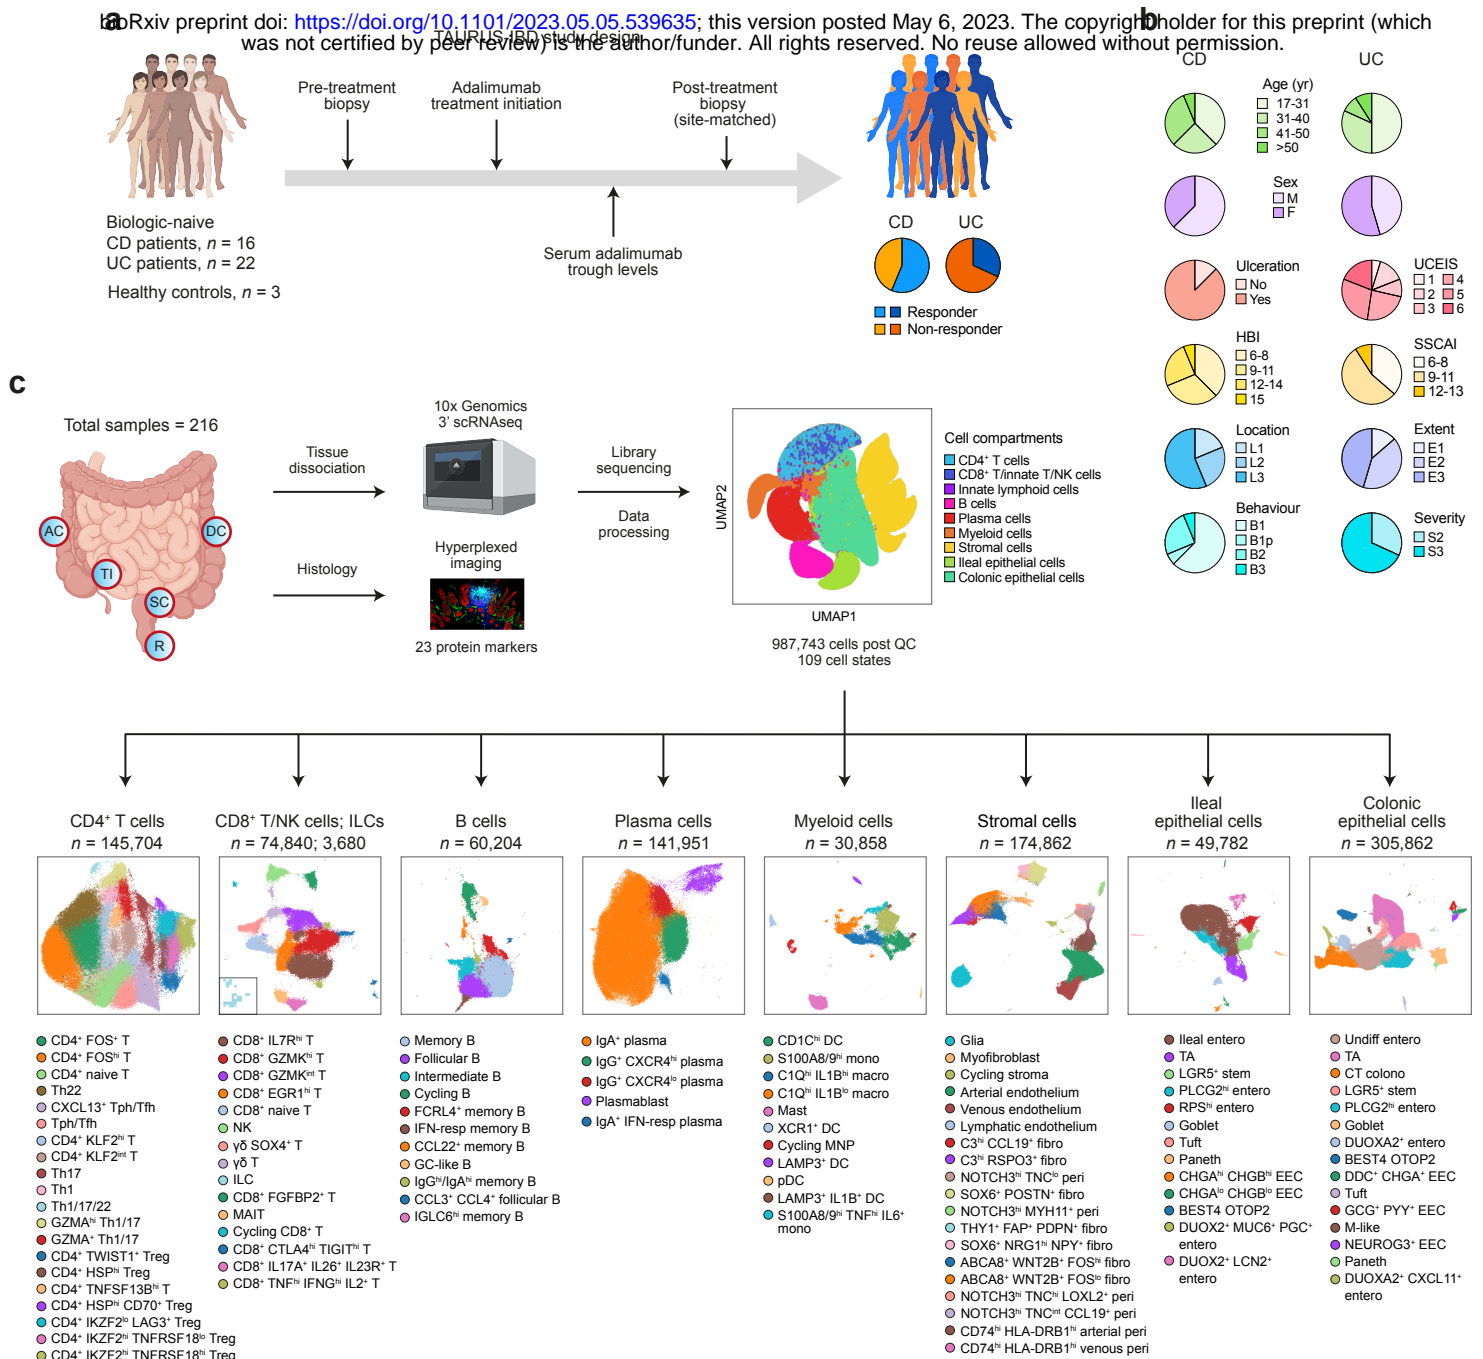 bioRxiv preprint doi: https://doi.org/10.1101/2023.05.05.539635; this version posted May 6, 2023. The copyright holder for this preprint (which
was not certified by peer review) is the author/funder. All rights reserved. No reuse allowed without permission.
a
TAURUS-IBD study design
Pre-treatment
biopsy
Adalimumab
treatment initiation
Post-treatment
biopsy
(site-matched)
Serum adalimumab
trough levels
Biologic-naive
CD patients, n = 16
UC patients, n = 22
Healthy controls, n = 3
CD
UC
Responder
Non-responder
b
CD
UC
Age (yr)
17-31
31-40
41-50
>50
Sex
M
F
Ulceration
No
Yes
UCEIS
1
2
3
4
5
6
HBI
6-8
9-11
12-14
15
SSCAI
6-8
9-11
12-13
Location
L1
L2
L3
Extent
E1
E2
E3
Behaviour
B1
B1p
B2
B3
Severity
S2
S3
c
Total samples = 216
AC
DC
TI
SC
R
Tissue
dissociation
Histology
10x Genomics
3' scRNAseq
Hyperplexed
imaging
23 protein markers
Library
sequencing
Data
processing
UMAP2
UMAP1
987,743 cells post QC
109 cell states
Cell compartments
CD4⁺ T cells
CD8⁺ T/innate T/NK cells
Innate lymphoid cells
B cells
Plasma cells
Myeloid cells
Stromal cells
Ileal epithelial cells
Colonic epithelial cells
CD4⁺ T cells
n = 145,704
CD4⁺ FOS⁺ T
CD4⁺ FOSʰⁱ T
CD4⁺ naive T
Th22
CXCL13⁺ Tph/Tfh
Tph/Tfh
CD4⁺ KLF2ʰⁱ T
CD4⁺ KLF2ⁱⁿᵗ T
Th17
Th1
Th1/17/22
GZMAʰⁱ Th1/17
GZMA⁺ Th1/17
CD4⁺ TWIST1⁺ Treg
CD4⁺ HSPʰⁱ Treg
CD4⁺ TNFSF13Bʰⁱ T
CD4⁺ HSPʰⁱ CD70⁺ Treg
CD4⁺ IKZF2ˡᵒ LAG3⁺ Treg
CD4⁺ IKZF2ʰⁱ TNFRSF18ˡᵒ Treg
CD4⁺ IKZF2ʰⁱ TNFRSF18ʰⁱ Treg
CD8⁺ T/NK cells; ILCs
n = 74,840; 3,680
CD8⁺ IL7Rʰⁱ T
CD8⁺ GZMKʰⁱ T
CD8⁺ GZMKⁱⁿᵗ T
CD8⁺ EGR1ʰⁱ T
CD8⁺ naive T
NK
γδ SOX4⁺ T
γδ T
ILC
CD8⁺ FGFBP2⁺ T
MAIT
Cycling CD8⁺ T
CD8⁺ CTLA4ʰⁱ TIGITʰⁱ T
CD8⁺ IL17A⁺ IL26⁺ IL23R⁺ T
CD8⁺ TNFʰⁱ IFNGʰⁱ IL2⁺ T
B cells
n = 60,204
Memory B
Follicular B
Intermediate B
Cycling B
FCRL4⁺ memory B
IFN-resp memory B
CCL22⁺ memory B
GC-like B
IgGʰⁱ/IgAʰⁱ memory B
CCL3⁺ CCL4⁺ follicular B
IGLC6ʰⁱ memory B
Plasma cells
n = 141,951
IgA⁺ plasma
IgG⁺ CXCR4ʰⁱ plasma
IgG⁺ CXCR4ˡᵒ plasma
Plasmablast
IgA⁺ IFN-resp plasma
Myeloid cells
n = 30,858
CD1Cʰⁱ DC
S100A8/9ʰⁱ mono
C1Qʰⁱ IL1Bʰⁱ macro
C1Qʰⁱ IL1Bˡᵒ macro
Mast
XCR1⁺ DC
Cycling MNP
LAMP3⁺ DC
pDC
LAMP3⁺ IL1B⁺ DC
S100A8/9ʰⁱ TNFʰⁱ IL6⁺
mono
Stromal cells
n = 174,862
Glia
Myofibroblast
Cycling stroma
Arterial endothelium
Venous endothelium
Lymphatic endothelium
C3ʰⁱ CCL19⁺ fibro
C3ʰⁱ RSPO3⁺ fibro
NOTCH3ʰⁱ TNCˡᵒ peri
SOX6⁺ POSTN⁺ fibro
NOTCH3ʰⁱ MYH11⁺ peri
THY1⁺ FAP⁺ PDPN⁺ fibro
SOX6⁺ NRG1ʰⁱ NPY⁺ fibro
ABCA8⁺ WNT2B⁺ FOSʰⁱ fibro
ABCA8⁺ WNT2B⁺ FOSˡᵒ fibro
NOTCH3ʰⁱ TNCʰⁱ LOXL2⁺ peri
NOTCH3ʰⁱ TNCⁱⁿᵗ CCL19⁺ peri
CD74ʰⁱ HLA-DRB1ʰⁱ arterial peri
CD74ʰⁱ HLA-DRB1ʰⁱ venous peri
Ileal
epithelial cells
n = 49,782
Ileal entero
TA
LGR5⁺ stem
PLCG2ʰⁱ entero
RPSʰⁱ entero
Goblet
Tuft
Paneth
CHGAʰⁱ CHGBʰⁱ EEC
CHGAˡᵒ CHGBˡᵒ EEC
BEST4 OTOP2
DUOX2⁺ MUC6⁺ PGC⁺
entero
DUOX2⁺ LCN2⁺
entero
Colonic
epithelial cells
n = 305,862
Undiff entero
TA
CT colono
LGR5⁺ stem
PLCG2ʰⁱ entero
Goblet
DUOXA2⁺ entero
BEST4 OTOP2
DDC⁺ CHGA⁺ EEC
Tuft
GCG⁺ PYY⁺ EEC
M-like
NEUROG3⁺ EEC
Paneth
DUOXA2⁺ CXCL11⁺
entero